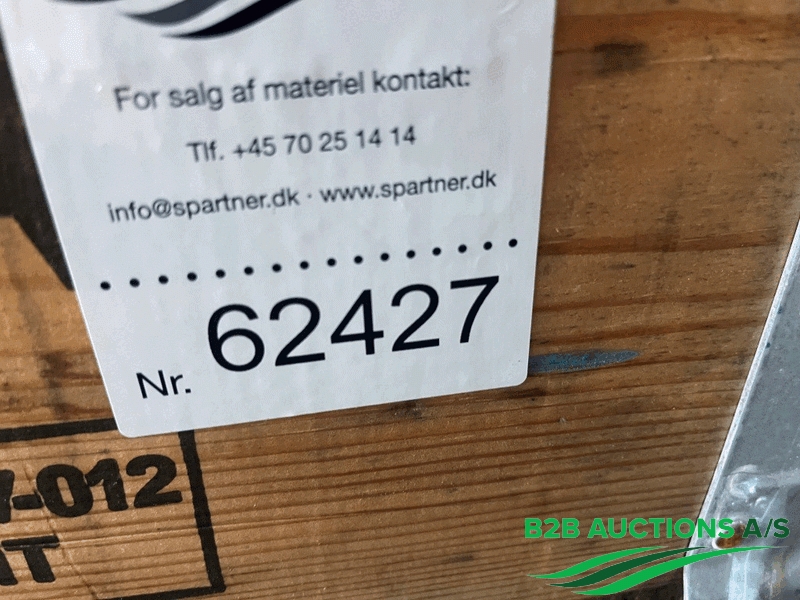 For salg af materiel kontakt:
Tlf. +45 70 25 14 14
info@spartner.dk · www.spartner.dk
Nr. 62427
-012
B2B AUCTIONS A/S